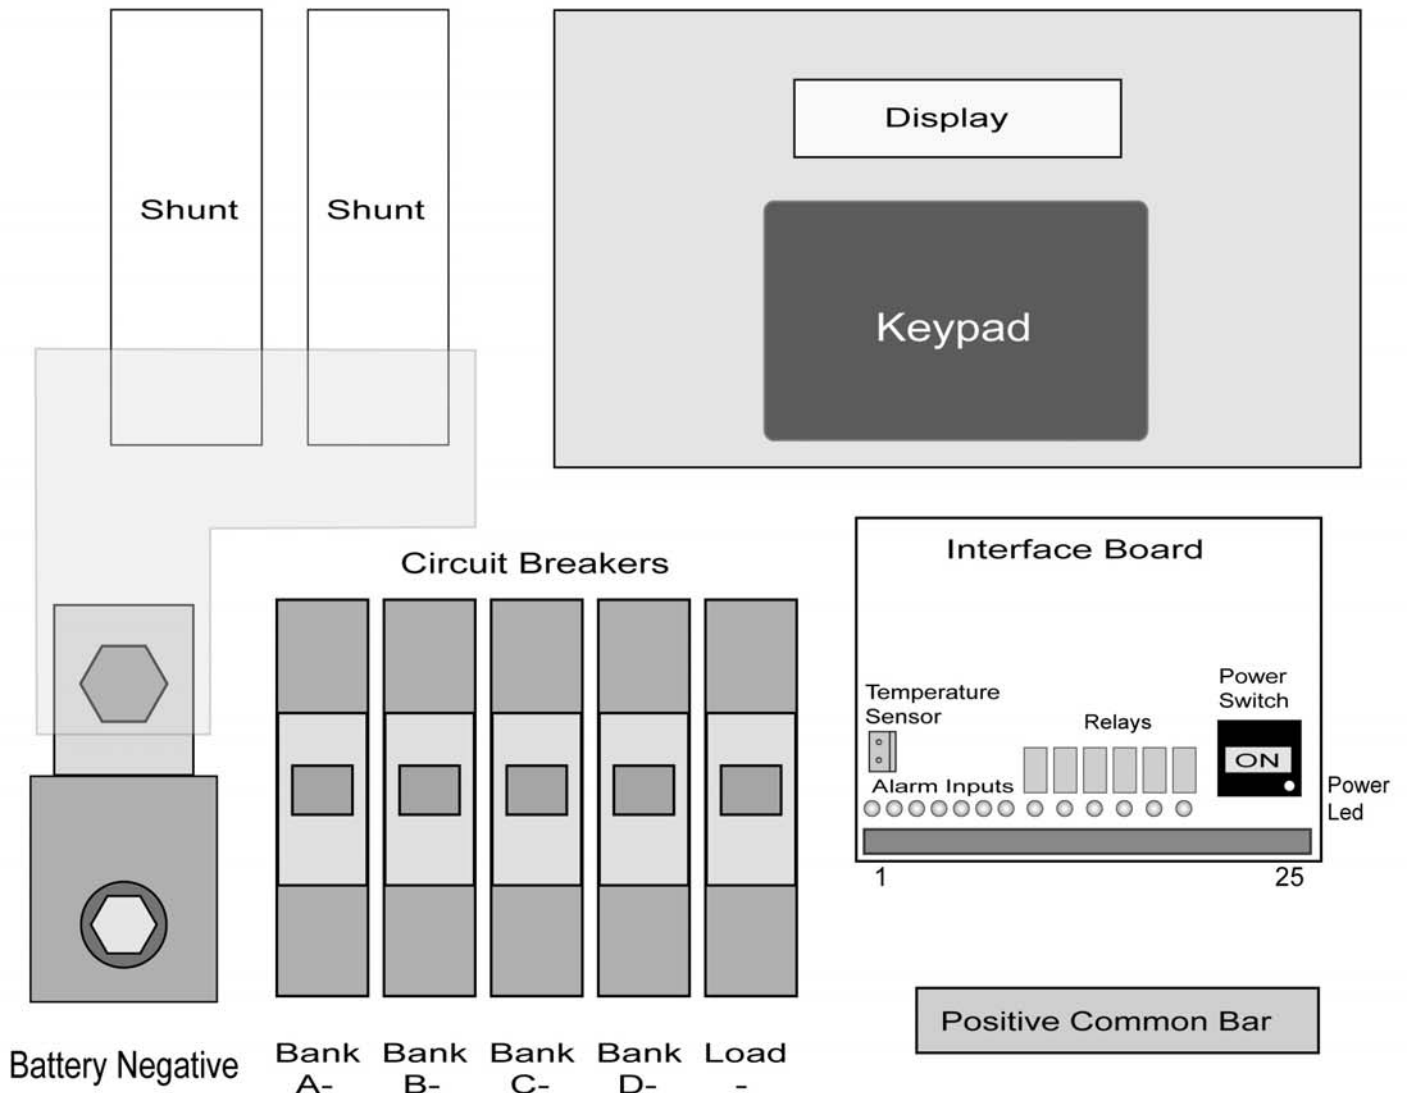 Display
Shunt
Shunt
Keypad
Circuit Breakers
Interface Board
Temperature
Sensor
Relays
Power
Switch
ON
Alarm Inputs
Power
Led
1
25
Positive Common Bar
Battery Negative
Bank
A-
Bank
B-
Bank
C-
Bank
D-
Load
-